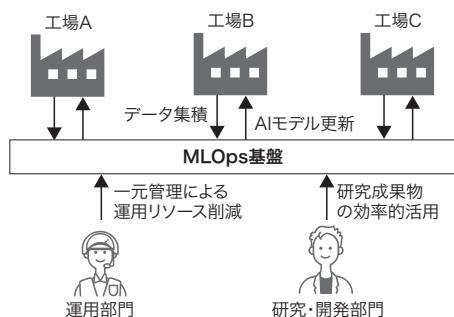 工場A
工場B
工場C
データ集積
AIモデル更新
MLOps基盤
一元管理による
運用リソース削減
研究成果物
の効率的活用
運用部門
研究・開発部門